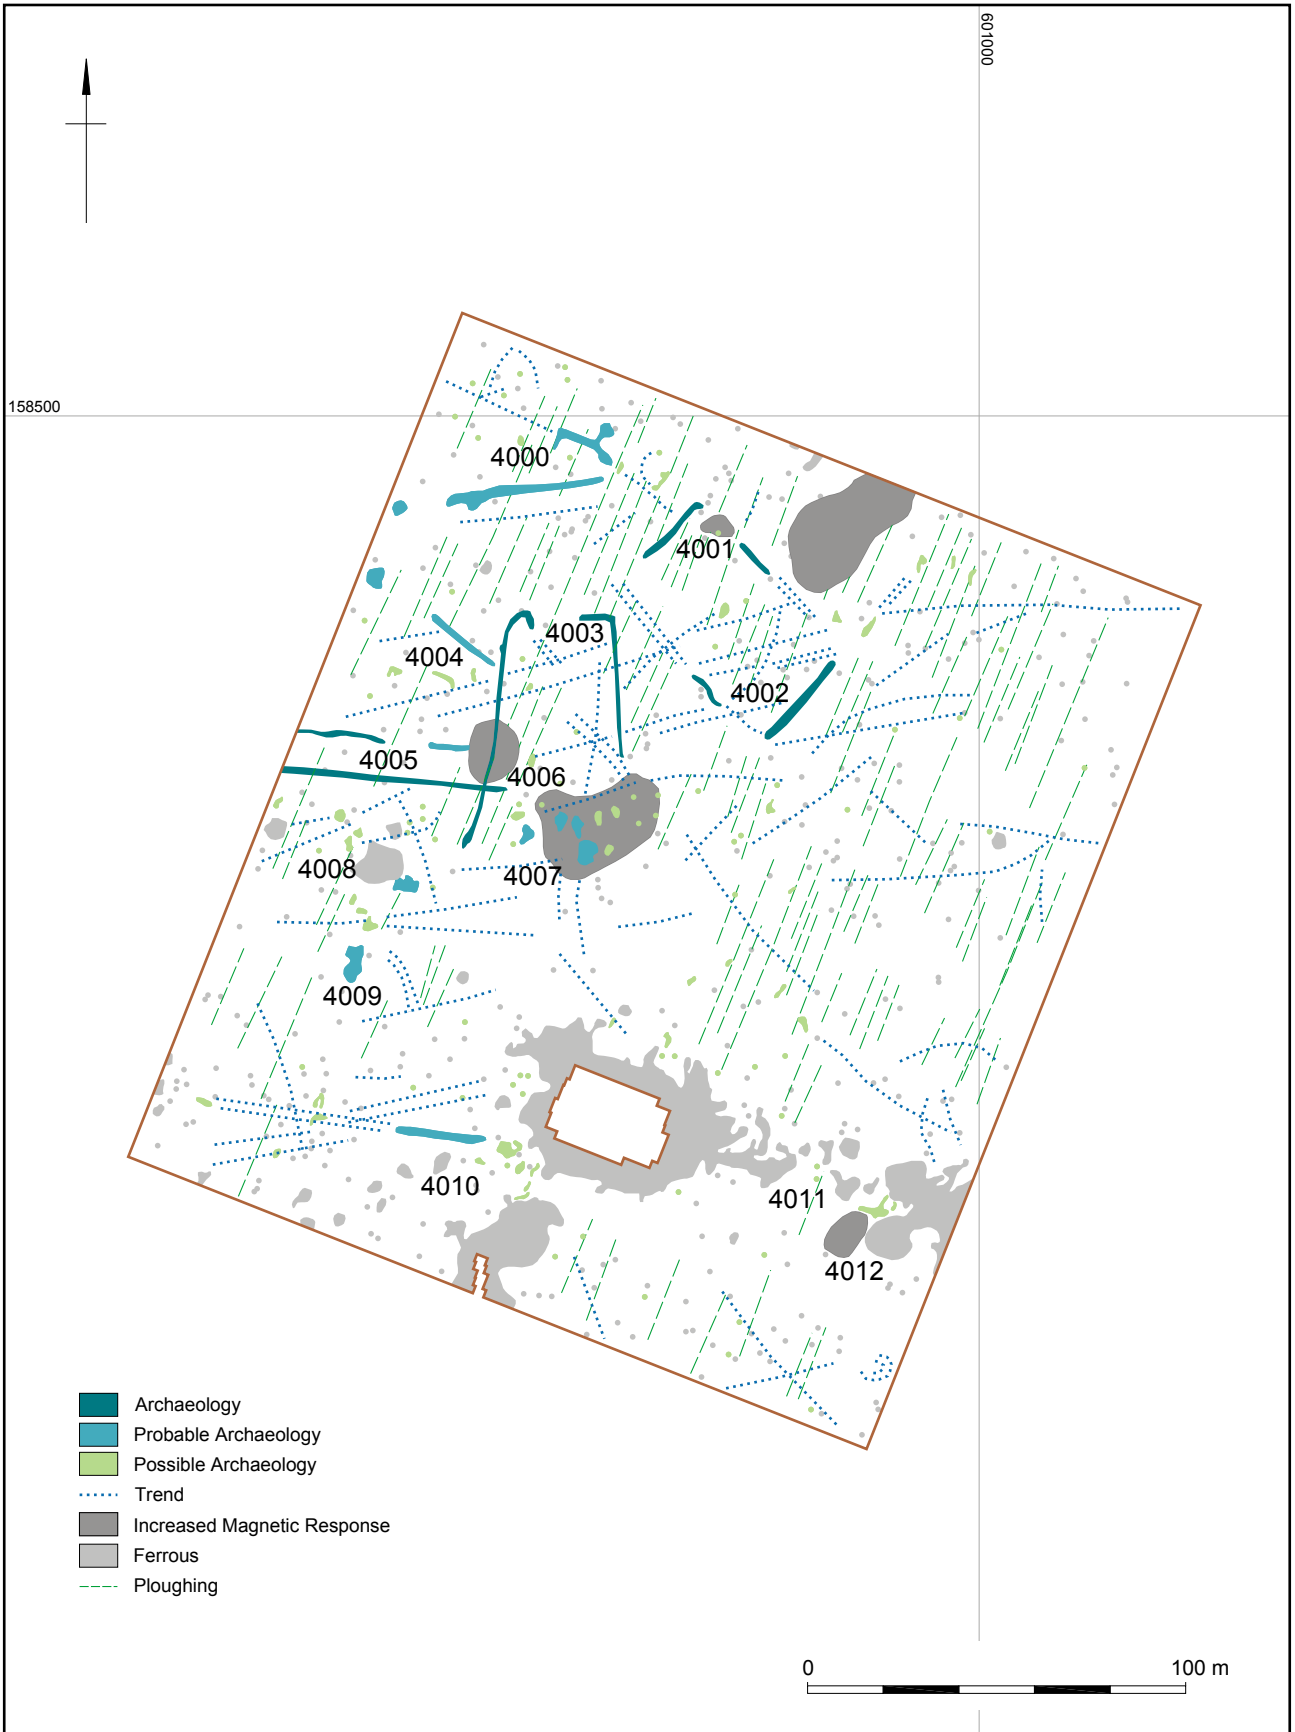 601000
158500
4000
4001
4003
4004
4002
4005
4006
4008
4007
4009
4010
4011
4012
Archaeology
Probable Archaeology
Possible Archaeology
Trend
Increased Magnetic Response
Ferrous
Ploughing
0 100 m